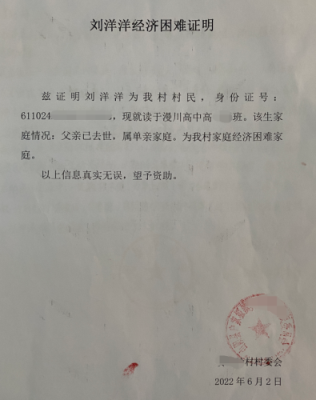 刘洋洋经济困难证明
兹证明刘洋洋为我村村民，身份证号：
611024，现就读于漫川高中高 班。该生家
庭情况：父亲已去世，属单亲家庭。为我村家庭经济困难家
庭。
以上信息真实无误，望予资助。
村村委会
2022年6月2日